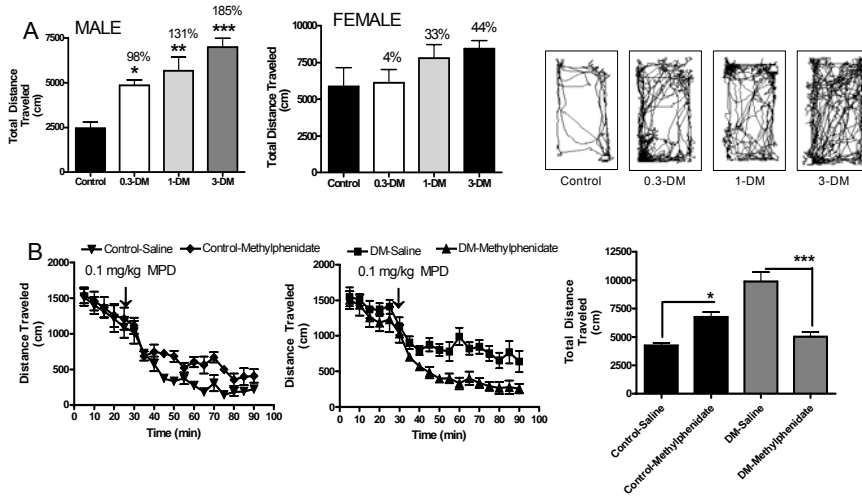 A
MALE
Total Distance
Traveled
(cm)
10000
7500
5000
2500
0
98%
131%
185%
*
**
***
Control
0.3-DM
1-DM
3-DM
FEMALE
Total Distance Traveled
(cm)
12500
10000
7500
5000
2500
0
4%
33%
44%
Control
0.3-DM
1-DM
3-DM
Control
0.3-DM
1-DM
3-DM
B
Control-Saline
Control-Methylphenidate
0.1 mg/kg MPD
Distance Traveled
(cm)
2000
1500
1000
500
0
0 10 20 30 40 50 60 70 80 90 100
Time (min)
DM-Saline
DM-Methylphenidate
0.1 mg/kg MPD
Distance Traveled
(cm)
2000
1500
1000
500
0
0 10 20 30 40 50 60 70 80 90 100
Time (min)
Total Distance
Traveled
(cm)
12500
10000
7500
5000
2500
0
*
***
Control-Saline
Control-Methylphenidate
DM-Saline
DM-Methylphenidate